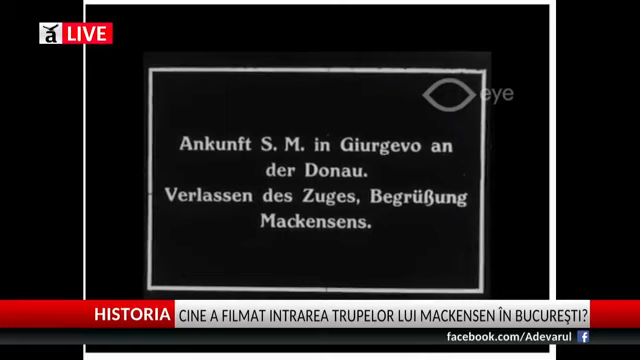 ă LIVE
eye
Ankunft S. M. in Giurgevo an
der Donau.
Verlassen des Zuges, Begrüßung
Mackensens.
HISTORIA CINE A FILMAT INTRAREA TRUPELOR LUI MACKENSEN ÎN BUCUREŞTI?
facebook.com/Adevarul f